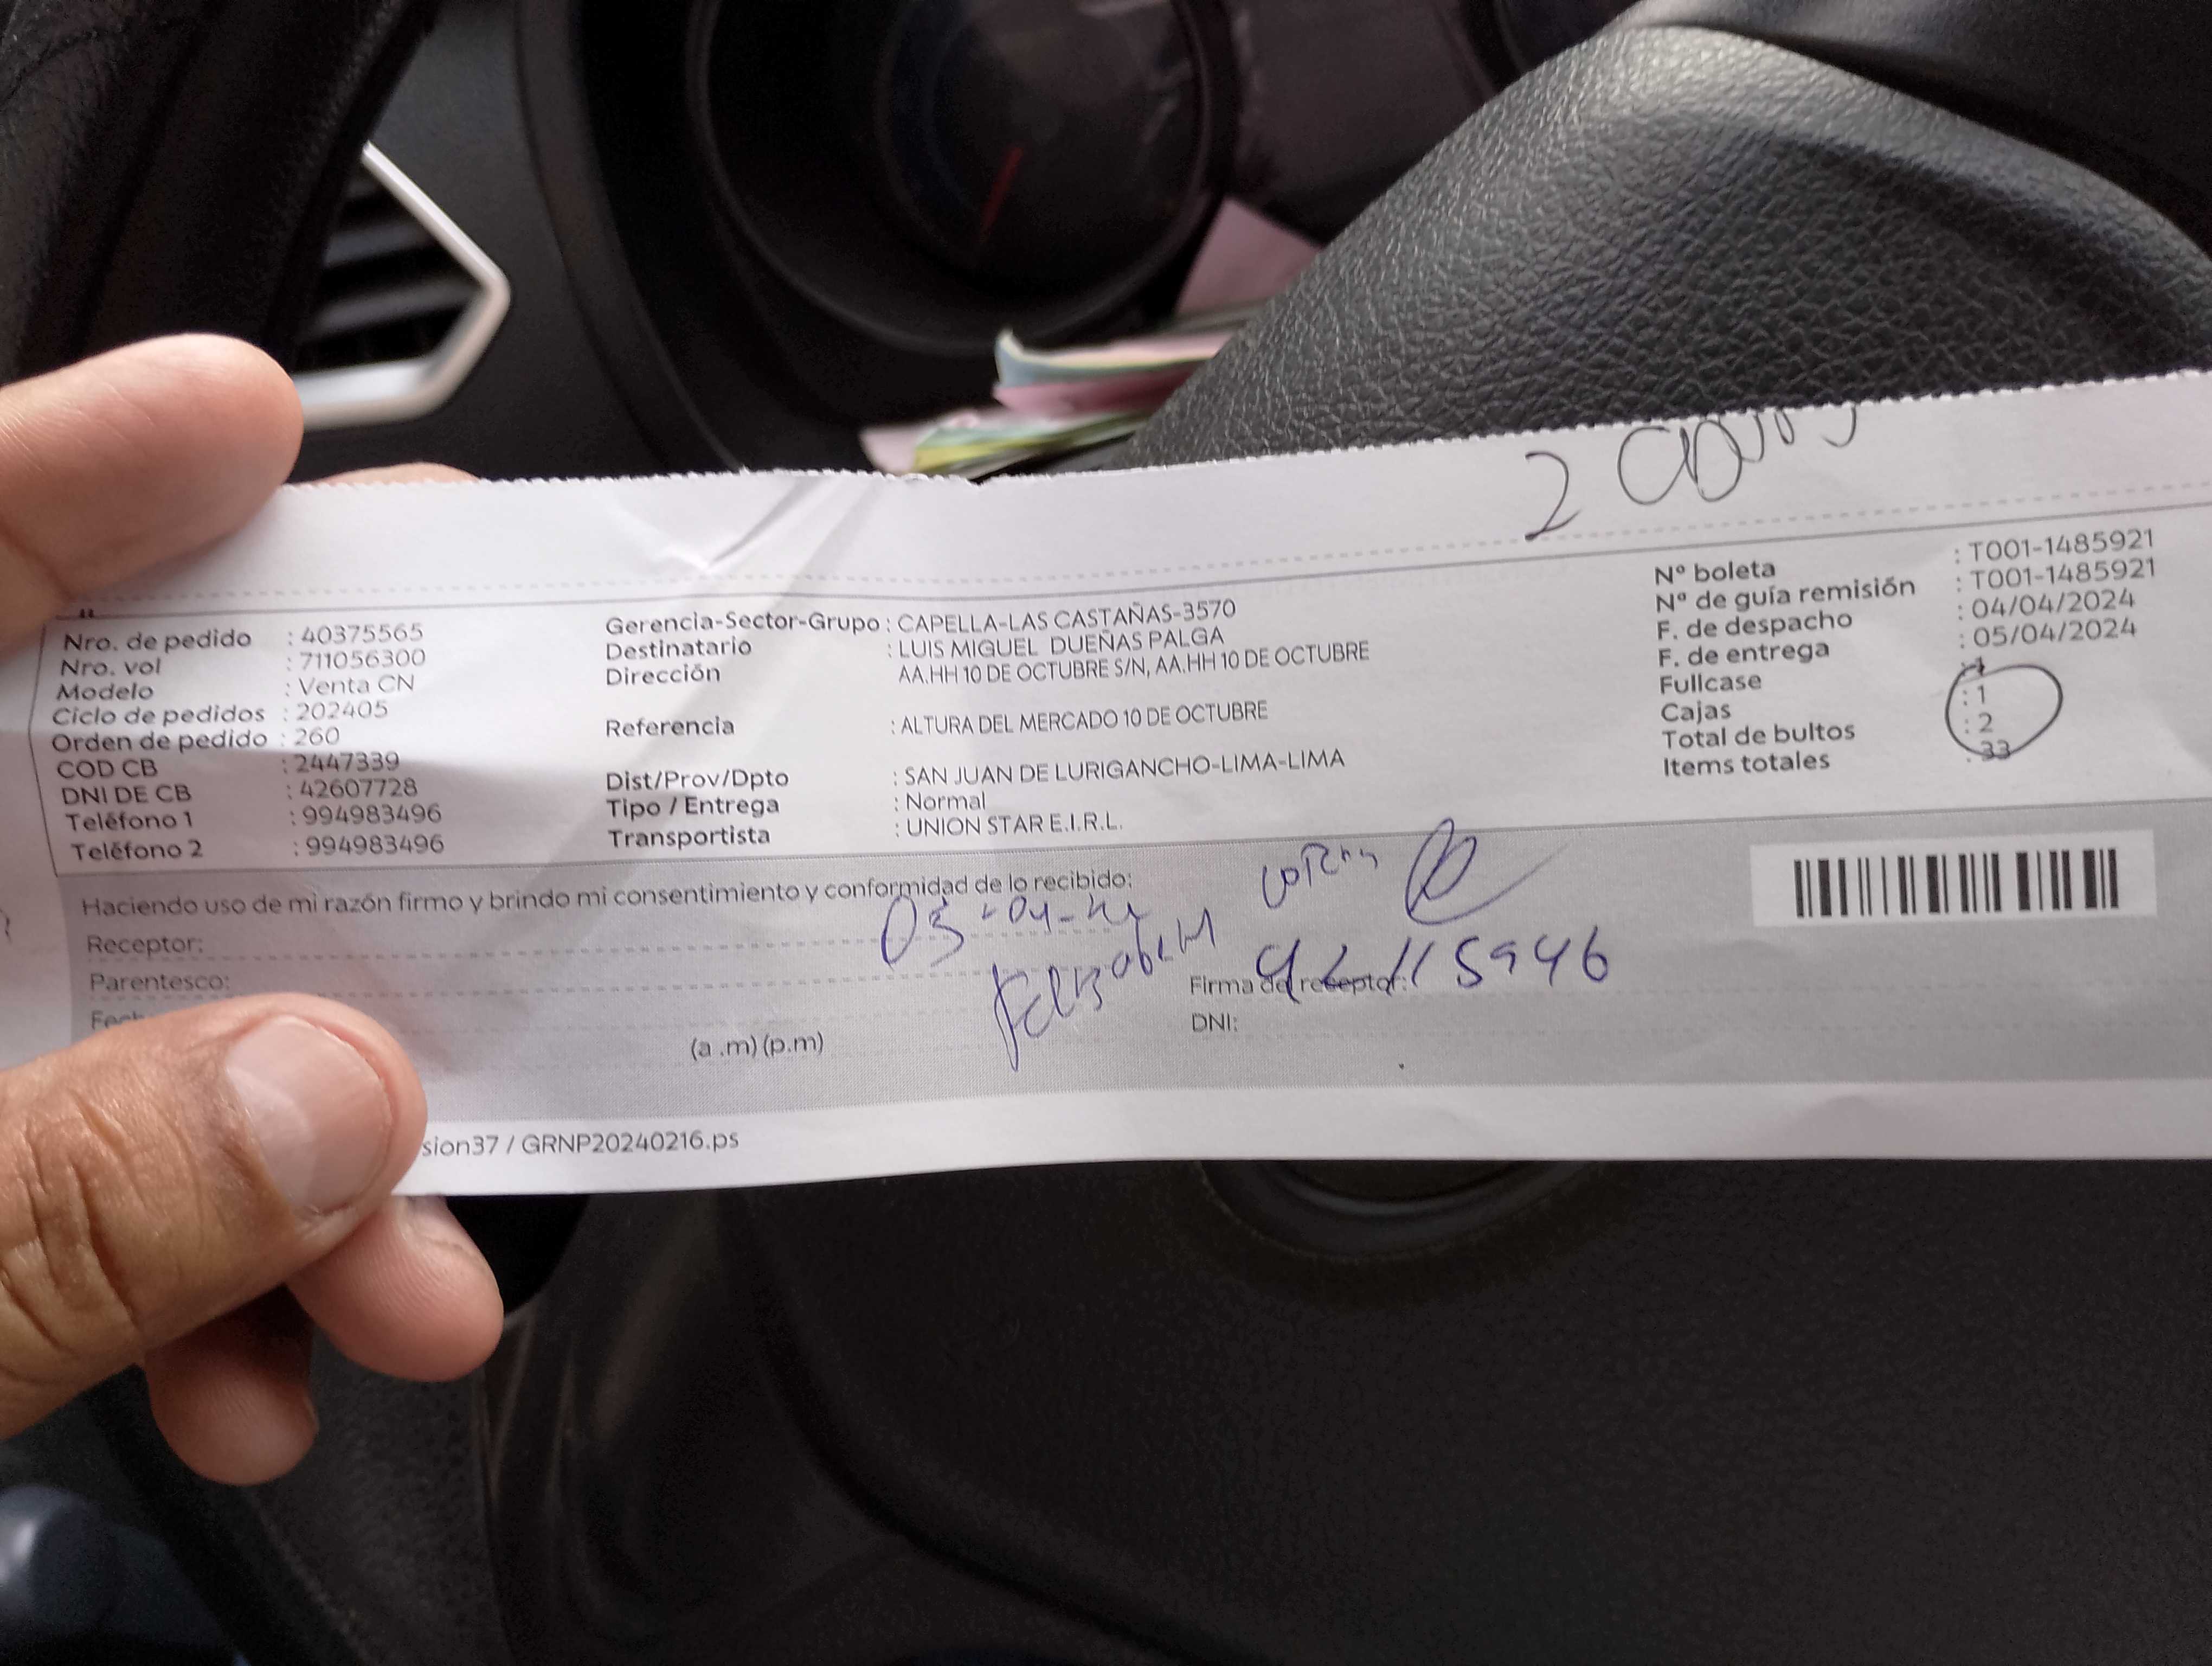 2
Nro. de pedido : 40375565
Nro. vol : 711056300
Modelo : Venta CN
Ciclo de pedidos : 202405
Orden de pedido : 260
COD CB : 2447339
DNI DE CB : 42607728
Teléfono 1 : 994983496
Teléfono 2 : 994983496
Gerencia-Sector-Grupo : CAPELLA-LAS CASTAÑAS-3570
Destinatario : LUIS MIGUEL DUEÑAS PALGA
Dirección AA.HH 10 DE OCTUBRE S/N, AA.HH 10 DE OCTUBRE
Referencia : ALTURA DEL MERCADO 10 DE OCTUBRE
Dist/Prov/Dpto : SAN JUAN DE LURIGANCHO-LIMA-LIMA
Tipo / Entrega : Normal
Transportista : UNION STAR E.I.R.L.
Nº boleta : T001-1485921
Nº de guía remisión : T001-1485921
F. de despacho : 04/04/2024
F. de entrega : 05/04/2024
Fullcase : 1
Cajas : 1
Total de bultos : 2
Items totales : 33
Haciendo uso de mi razón firmo y brindo mi consentimiento y conformidad de lo recibido:
Receptor:
Parentesco:
(a .m) (p.m)
Firma del receptor:
DNI:
sion37 / GRNP20240216.ps